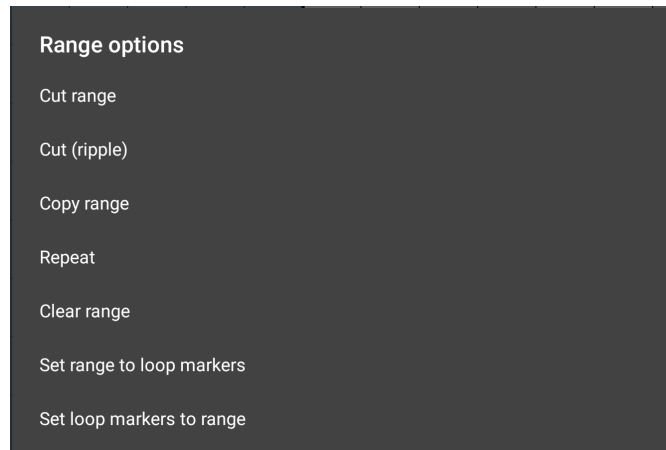 Range options
Cut range
Cut (ripple)
Copy range
Repeat
Clear range
Set range to loop markers
Set loop markers to range